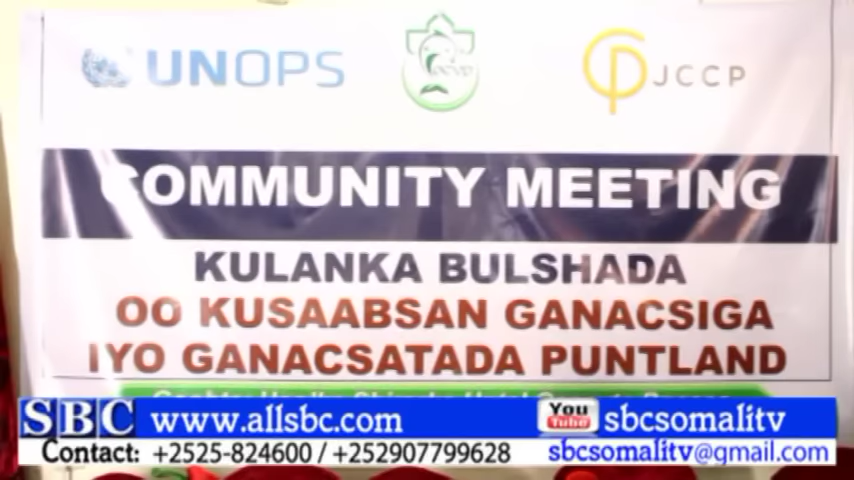 UNOPS
JCCP
COMMUNITY MEETING
KULANKA BULSHADA
OO KUSAABSAN GANACSIGA
IYO GANACSATADA PUNTLAND
SBC www.allsbc.com You Tube sbcsomalitv
Contact: +2525-824600 / +252907799628 sbcsomalitv@gmail.com